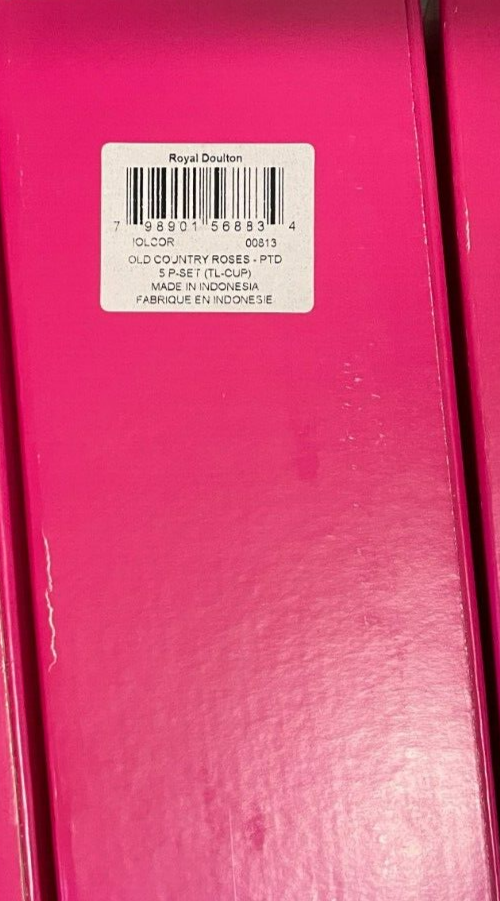 Royal Doulton
7 98901 56883 4
IOLCOR 00813
OLD COUNTRY ROSES - PTD
5 P-SET (TL-CUP)
MADE IN INDONESIA
FABRIQUE EN INDONESIE